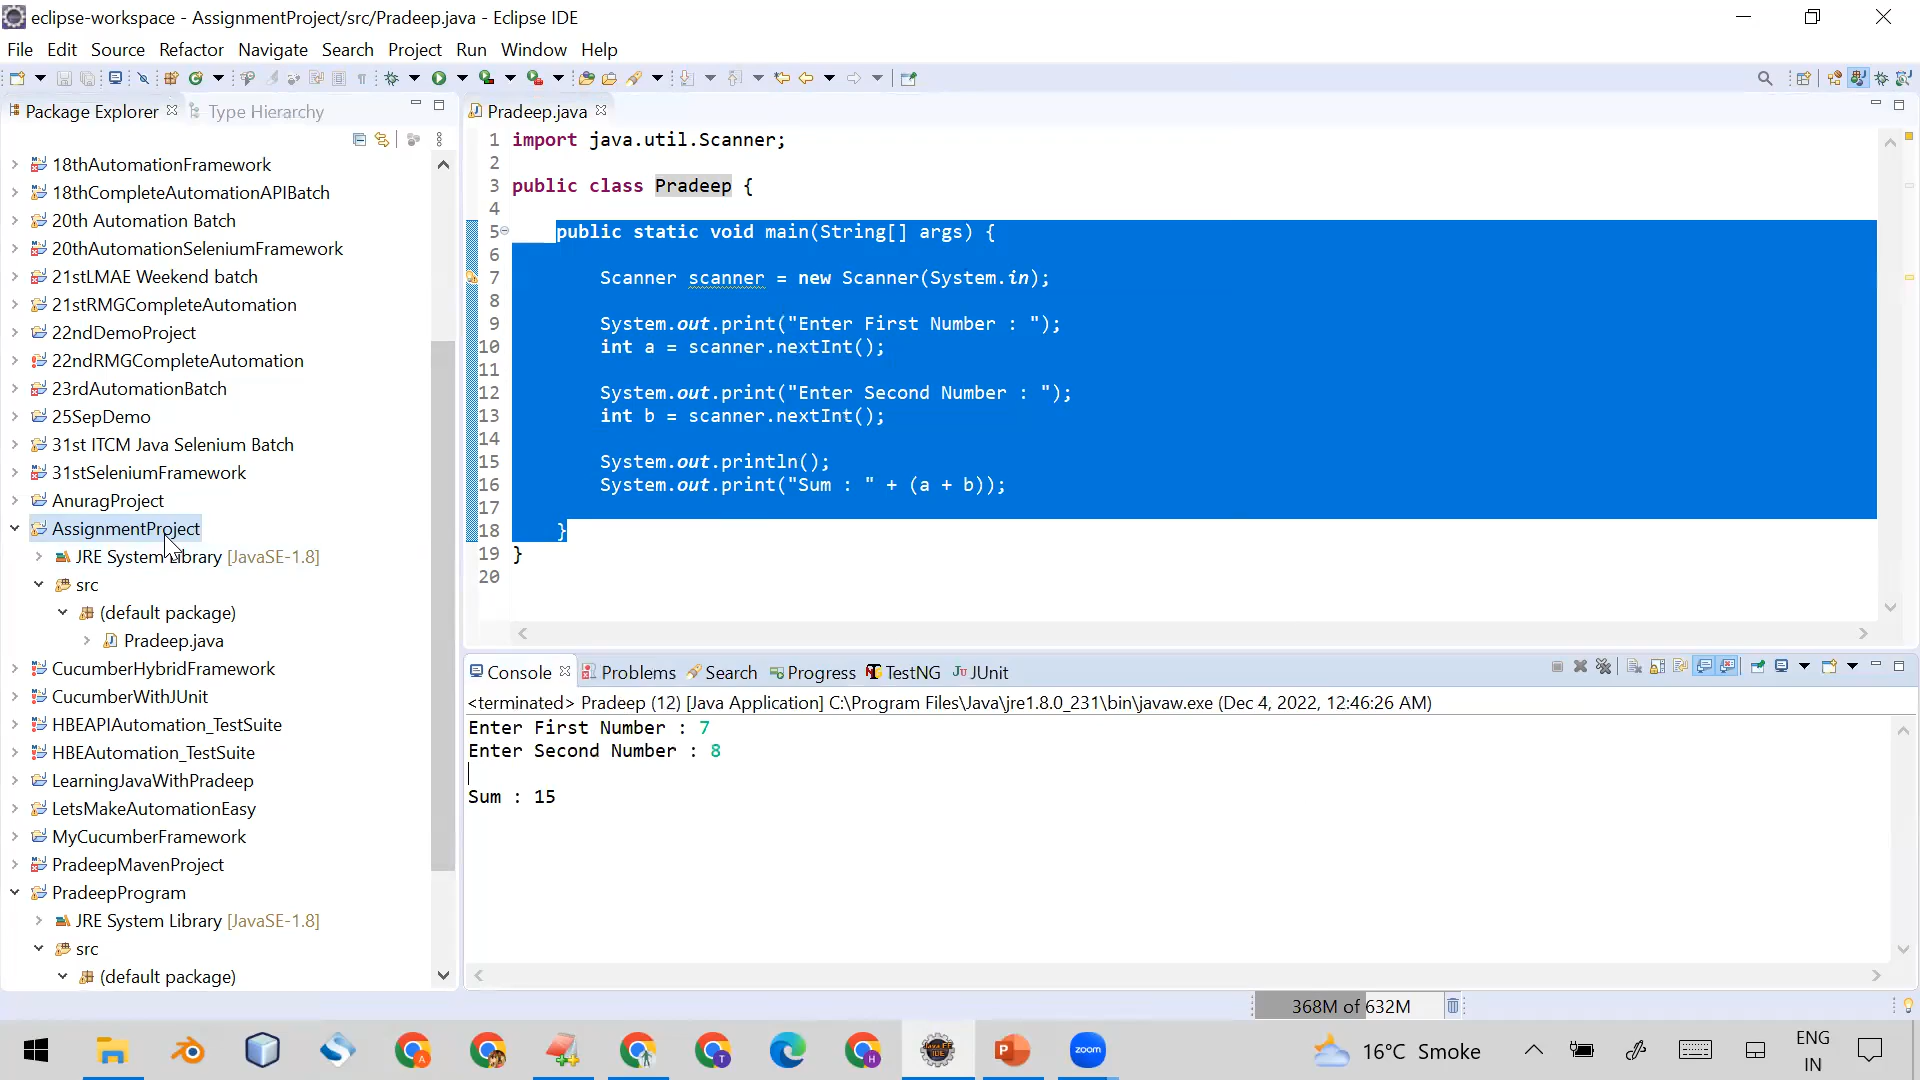 eclipse-workspace - AssignmentProject/src/Pradeep.java - Eclipse IDE
File Edit Source Refactor Navigate Search Project Run Window Help
Package Explorer Type Hierarchy
18thAutomationFramework
18thCompleteAutomationAPIBatch
20th Automation Batch
20thAutomationSeleniumFramework
21stLMAE Weekend batch
21stRMGCompleteAutomation
22ndDemoProject
22ndRMGCompleteAutomation
23rdAutomationBatch
25SepDemo
31st ITCM Java Selenium Batch
31stSeleniumFramework
AnuragProject
AssignmentProject
JRE System Library [JavaSE-1.8]
src
(default package)
Pradeep.java
CucumberHybridFramework
CucumberWithJUnit
HBEAPIAutomation_TestSuite
HBEAutomation_TestSuite
LearningJavaWithPradeep
LetsMakeAutomationEasy
MyCucumberFramework
PradeepMavenProject
PradeepProgram
JRE System Library [JavaSE-1.8]
src
(default package)
Pradeep.java
1 import java.util.Scanner;
2
3 public class Pradeep {
4
5 public static void main(String[] args) {
6
7 Scanner scanner = new Scanner(System.in);
8
9 System.out.print("Enter First Number : ");
10 int a = scanner.nextInt();
11
12 System.out.print("Enter Second Number : ");
13 int b = scanner.nextInt();
14
15 System.out.println();
16 System.out.print("Sum : " + (a + b));
17
18 }
19 }
20
Console Problems Search Progress TestNG JUnit
<terminated> Pradeep (12) [Java Application] C:\Program Files\Java\jre1.8.0_231\bin\javaw.exe (Dec 4, 2022, 12:46:26 AM)
Enter First Number : 7
Enter Second Number : 8
Sum : 15
368M of 632M
zoom
16°C Smoke
ENG
IN